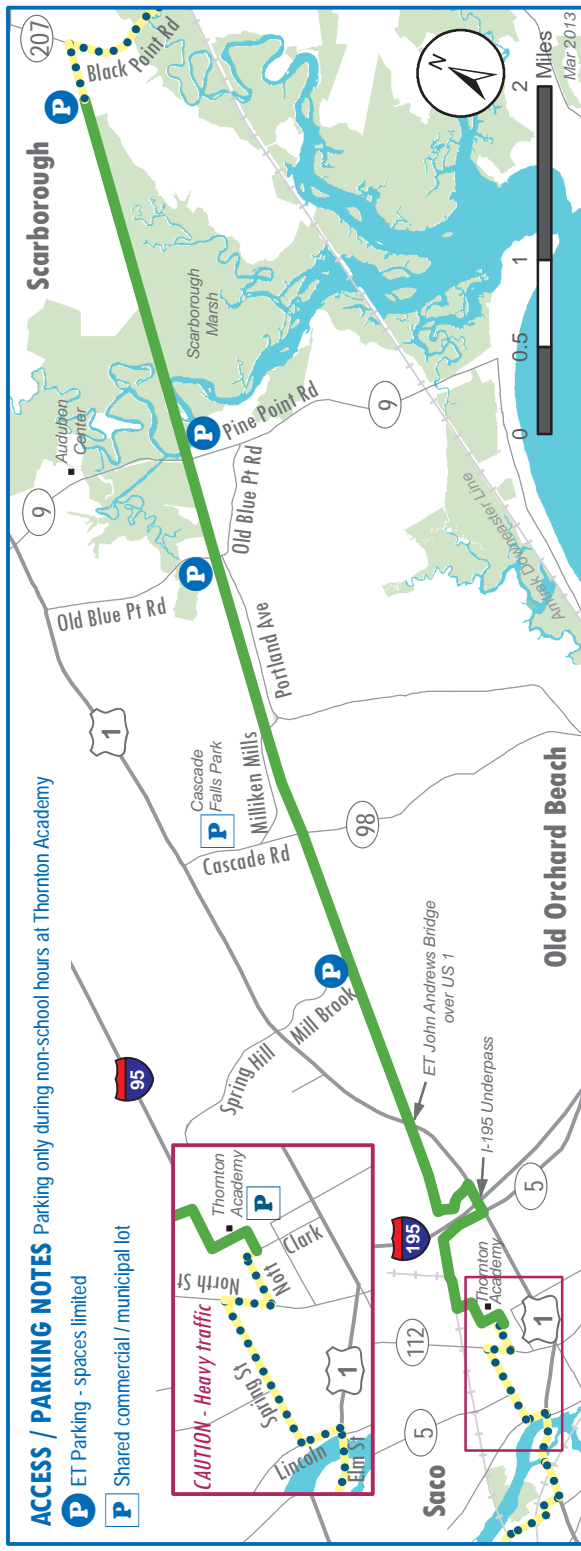 ACCESS / PARKING NOTES Parking only during non-school hours at Thornton Academy
P ET Parking - spaces limited
P Shared commercial / municipal lot
CAUTION - Heavy traffic
Spring St
North St
Nott
Clark
Lincoln
Elm St
Thornton
Academy
P
1
95
Spring Hill
Mill Brook
P
1
Cascade
Falls Park
P
Milliken Mills
Cascade Rd
98
Portland Ave
Old Blue Pt Rd
P
Old Blue Pt Rd
9
Audubon
Center
P
Pine Point Rd
9
Scarborough
Marsh
Scarborough
P
Black Point Rd
207
N
0
0.5
1
2
Miles
Mar 2013
Amtrak Downeaster Line
Old Orchard Beach
ET John Andrews Bridge
over US 1
I-195 Underpass
5
195
Thornton
Academy
112
1
5
Saco